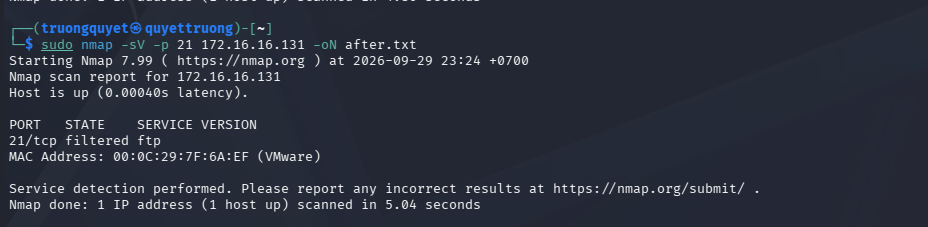 Nmap done: 1 IP address (1 host up) scanned in
┌──(truongquyet㉿quyettruong)-[~]
└─$ sudo nmap -sV -p 21 172.16.16.131 -oN after.txt
Starting Nmap 7.99 ( https://nmap.org ) at 2026-09-29 23:24 +0700
Nmap scan report for 172.16.16.131
Host is up (0.00040s latency).
PORT   STATE    SERVICE VERSION
21/tcp filtered ftp
MAC Address: 00:0C:29:7F:6A:EF (VMware)
Service detection performed. Please report any incorrect results at https://nmap.org/submit/ .
Nmap done: 1 IP address (1 host up) scanned in 5.04 seconds